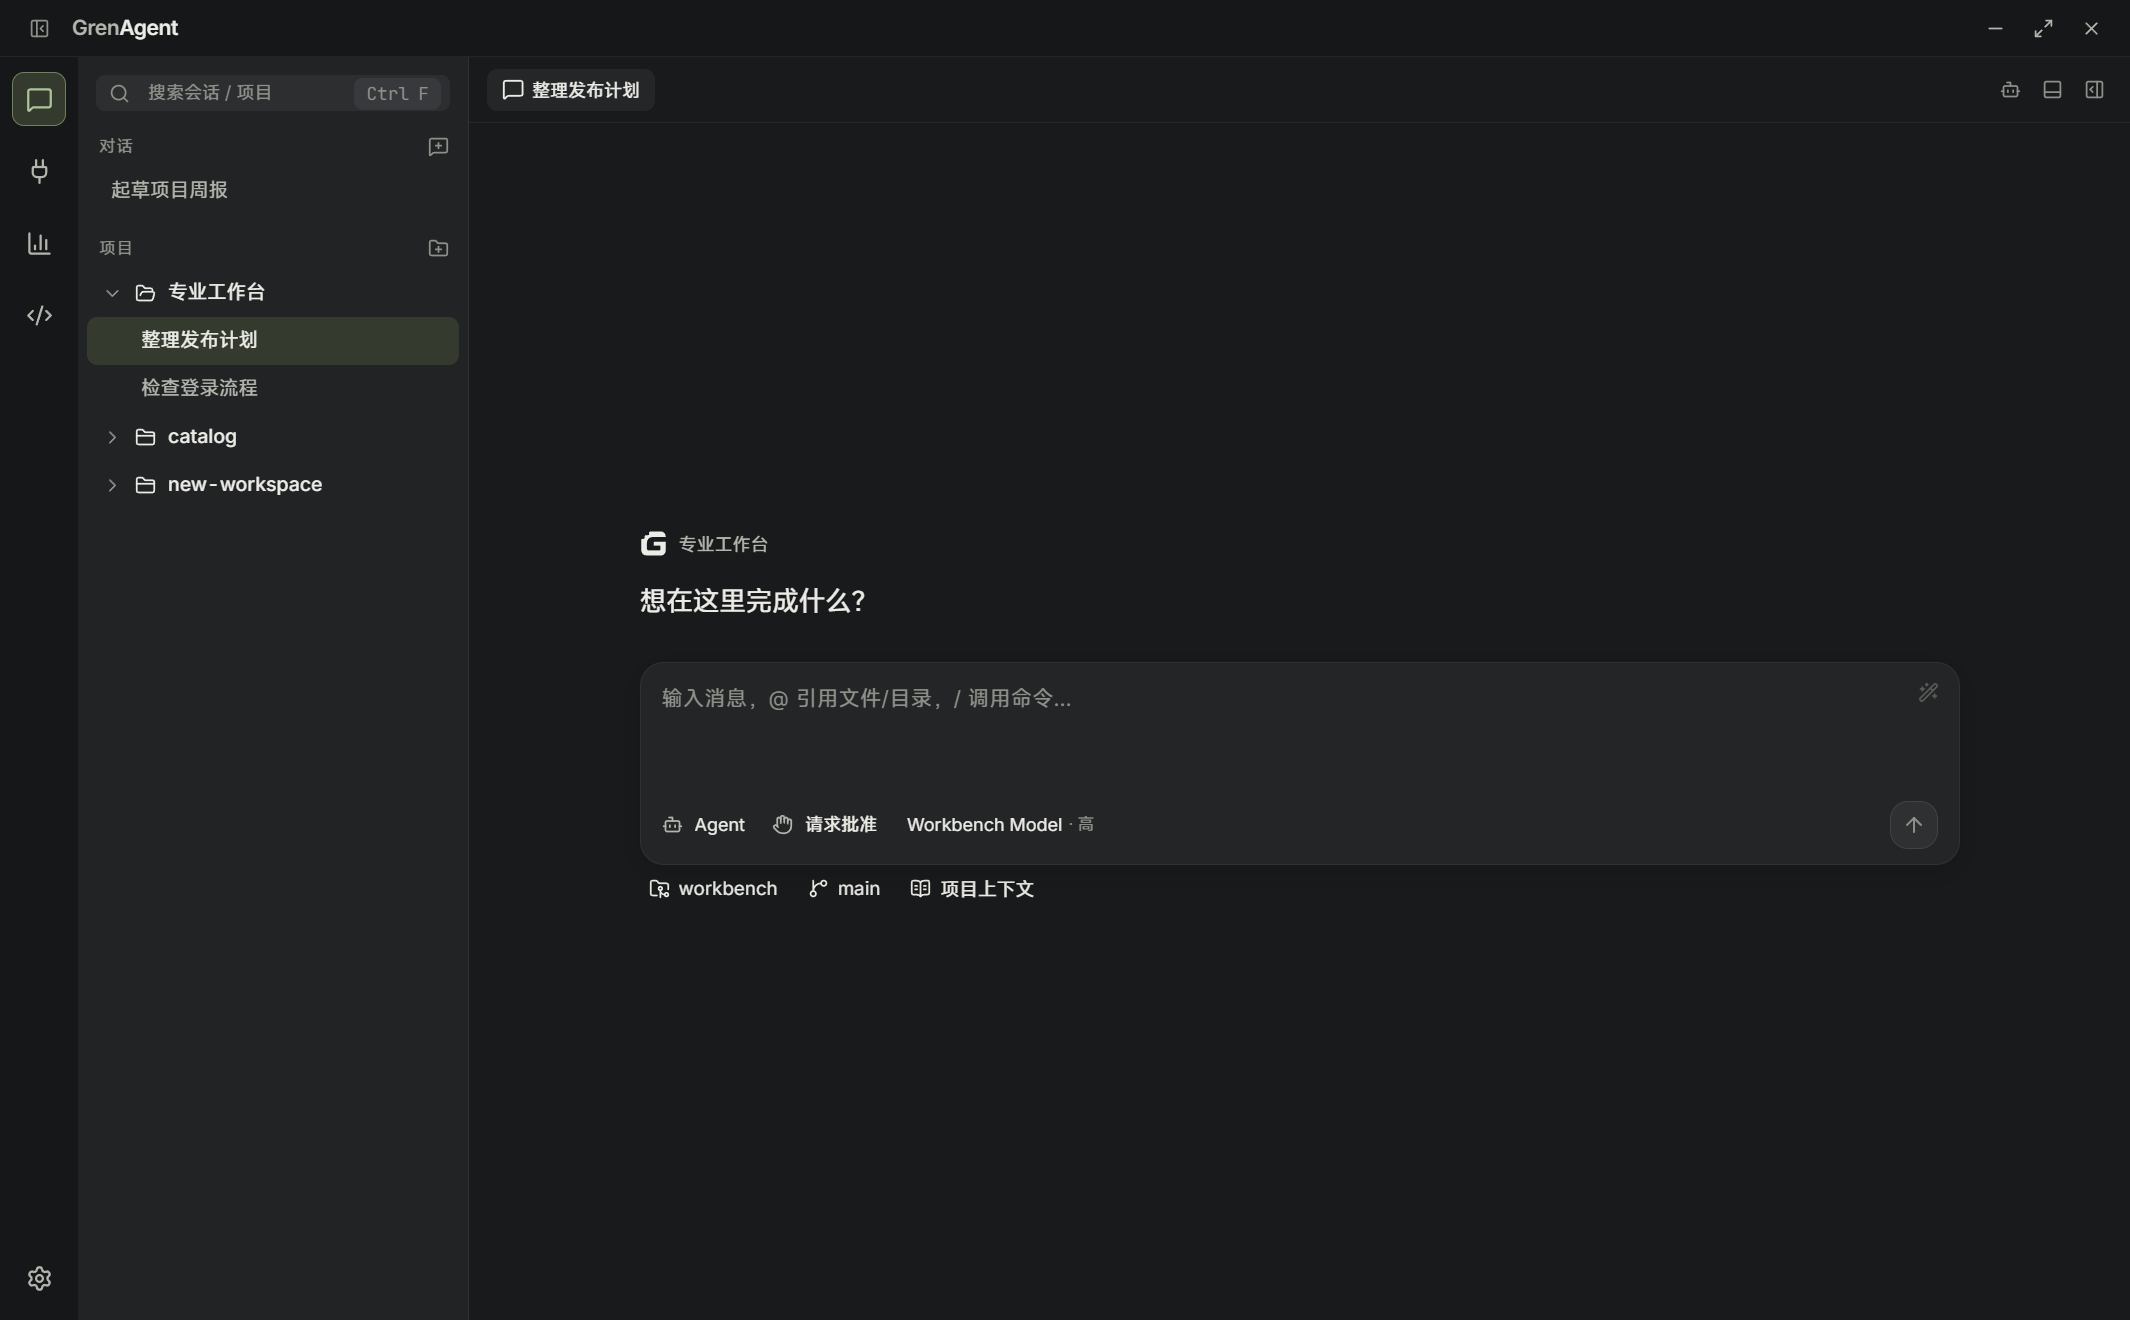 GrenAgent
搜索会话 / 项目 Ctrl F
对话
起草项目周报
项目
专业工作台
整理发布计划
检查登录流程
catalog
new-workspace
整理发布计划
专业工作台
想在这里完成什么？
输入消息，@ 引用文件/目录，/ 调用命令...
Agent 请求批准 Workbench Model · 高
workbench main 项目上下文